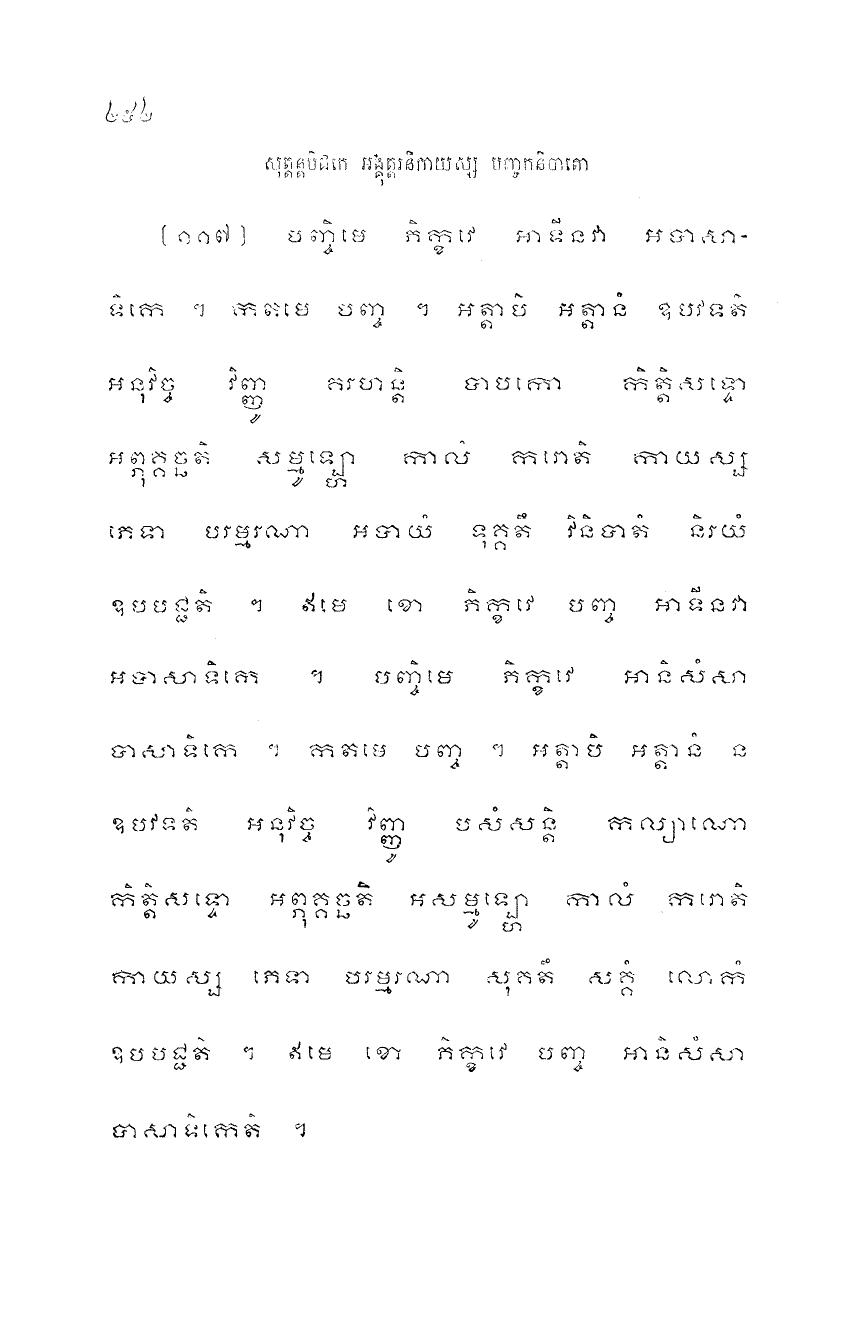 ៤៩៤
សុត្តន្តបិដកេ អង្គុត្តរនិកាយស្ស បញ្ចកនិបាតោ
(១១៧) បញ្ចិមេ ភិក្ខវេ អាទីនវា អបាសា-
ទិកេ ។ កតមេ បញ្ច ។ អត្តាបិ អត្តានំ ឧបវទតិ
អនុវិច្ច វិញ្ញូ គរហន្តិ បាបកោ កិត្តិសទ្ទោ
អព្ភុគ្គច្ឆតិ សម្មូឡ្ហោ កាលំ ករោតិ កាយស្ស
ភេទា បរម្មរណា អបាយំ ទុគ្គតឹ វិនិបាតំ និរយំ
ឧបបជ្ជតិ ។ ឥមេ ខោ ភិក្ខវេ បញ្ច អាទីនវា
អបាសាទិកេ ។ បញ្ចិមេ ភិក្ខវេ អានិសំសា
បាសាទិកេ ។ កតមេ បញ្ច ។ អត្តាបិ អត្តានំ ន
ឧបវទតិ អនុវិច្ច វិញ្ញូ បសំសន្តិ កល្យាណោ
កិត្តិសទ្ទោ អព្ភុគ្គច្ឆតិ អសម្មូឡ្ហោ កាលំ ករោតិ
កាយស្ស ភេទា បរម្មរណា សុគតឹ សគ្គំ លោកំ
ឧបបជ្ជតិ ។ ឥមេ ខោ ភិក្ខវេ បញ្ច អានិសំសា
បាសាទិកេតិ ។